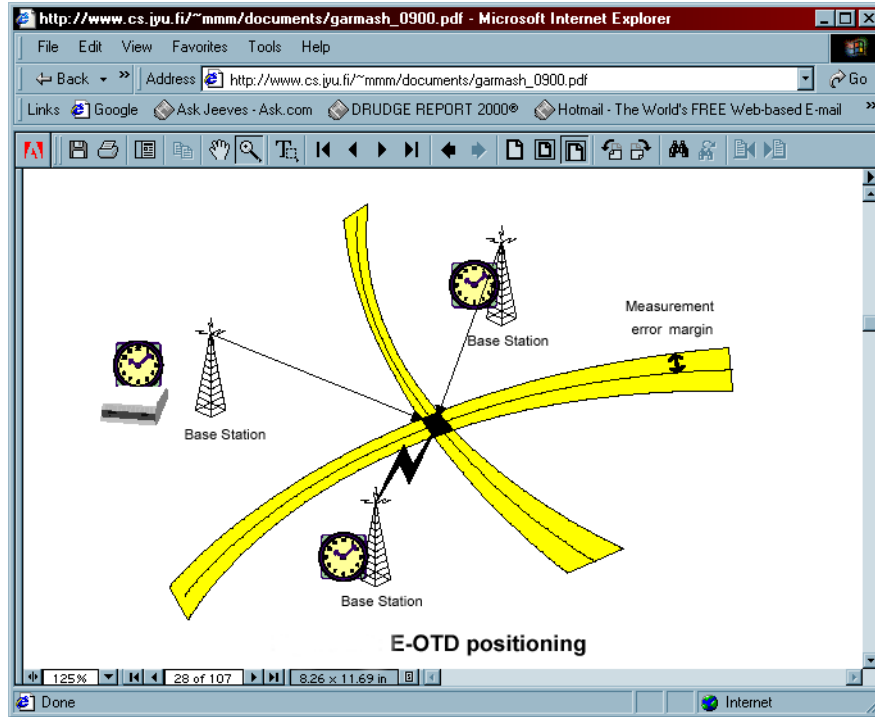 http://www.cs.jyu.fi/~mmm/documents/garmash_0900.pdf - Microsoft Internet Explorer
File Edit View Favorites Tools Help
Back » Address http://www.cs.jyu.fi/~mmm/documents/garmash_0900.pdf Go
Links Google Ask Jeeves - Ask.com DRUDGE REPORT 2000® Hotmail - The World's FREE Web-based E-mail »
Measurement
error margin
Base Station
Base Station
Base Station
E-OTD positioning
125% 28 of 107 8.26 x 11.69 in
Done Internet